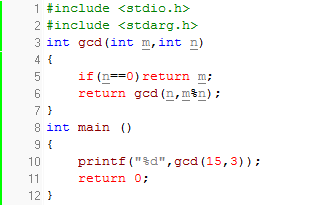 1 #include <stdio.h>
2 #include <stdarg.h>
3 int gcd(int m,int n)
4 {
5 if(n==0)return m;
6 return gcd(n,m%n);
7 }
8 int main ()
9 {
10 printf("%d",gcd(15,3));
11 return 0;
12 }